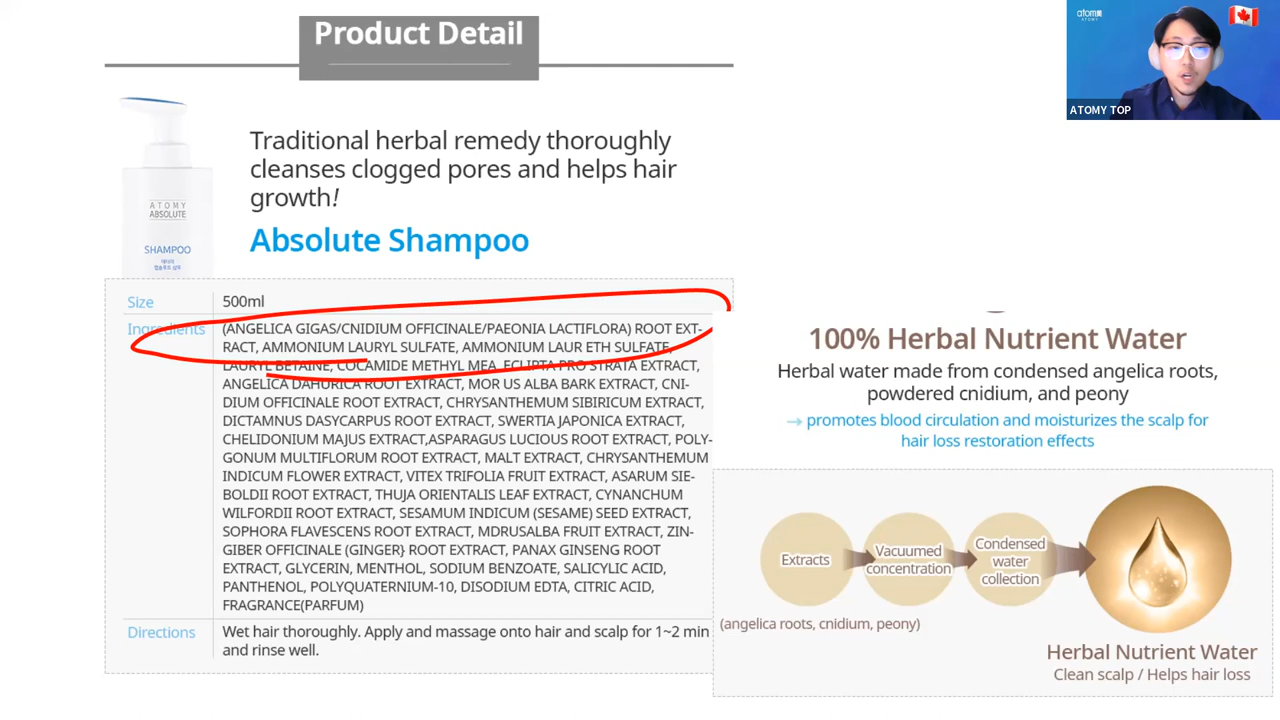 Product Detail
atom美
ATOMY
ATOMY TOP
Traditional herbal remedy thoroughly
cleanses clogged pores and helps hair
growth!
Absolute Shampoo
ATOMY
ABSOLUTE
SHAMPOO
Size
500ml
Ingredients
(ANGELICA GIGAS/CNIDIUM OFFICINALE/PAEONIA LACTIFLORA) ROOT EXT-
RACT, AMMONIUM LAURYL SULFATE, AMMONIUM LAUR ETH SULFATE,
LAURYL BETAINE, COCAMIDE METHYL MEA, ECLIPTA PRO STRATA EXTRACT,
ANGELICA DAHURICA ROOT EXTRACT, MOR US ALBA BARK EXTRACT, CNI-
DIUM OFFICINALE ROOT EXTRACT, CHRYSANTHEMUM SIBIRICUM EXTRACT,
DICTAMNUS DASYCARPUS ROOT EXTRACT, SWERTIA JAPONICA EXTRACT,
CHELIDONIUM MAJUS EXTRACT,ASPARAGUS LUCIOUS ROOT EXTRACT, POLY-
GONUM MULTIFLORUM ROOT EXTRACT, MALT EXTRACT, CHRYSANTHEMUM
INDICUM FLOWER EXTRACT, VITEX TRIFOLIA FRUIT EXTRACT, ASARUM SIE-
BOLDII ROOT EXTRACT, THUJA ORIENTALIS LEAF EXTRACT, CYNANCHUM
WILFORDII ROOT EXTRACT, SESAMUM INDICUM (SESAME) SEED EXTRACT,
SOPHORA FLAVESCENS ROOT EXTRACT, MDRUSALBA FRUIT EXTRACT, ZIN-
GIBER OFFICINALE (GINGER} ROOT EXTRACT, PANAX GINSENG ROOT
EXTRACT, GLYCERIN, MENTHOL, SODIUM BENZOATE, SALICYLIC ACID,
PANTHENOL, POLYQUATERNIUM-10, DISODIUM EDTA, CITRIC ACID,
FRAGRANCE(PARFUM)
Directions
Wet hair thoroughly. Apply and massage onto hair and scalp for 1~2 min
and rinse well.
100% Herbal Nutrient Water
Herbal water made from condensed angelica roots,
powdered cnidium, and peony
→ promotes blood circulation and moisturizes the scalp for
hair loss restoration effects
Extracts
Vacuumed
concentration
Condensed
water
collection
(angelica roots, cnidium, peony)
Herbal Nutrient Water
Clean scalp / Helps hair loss